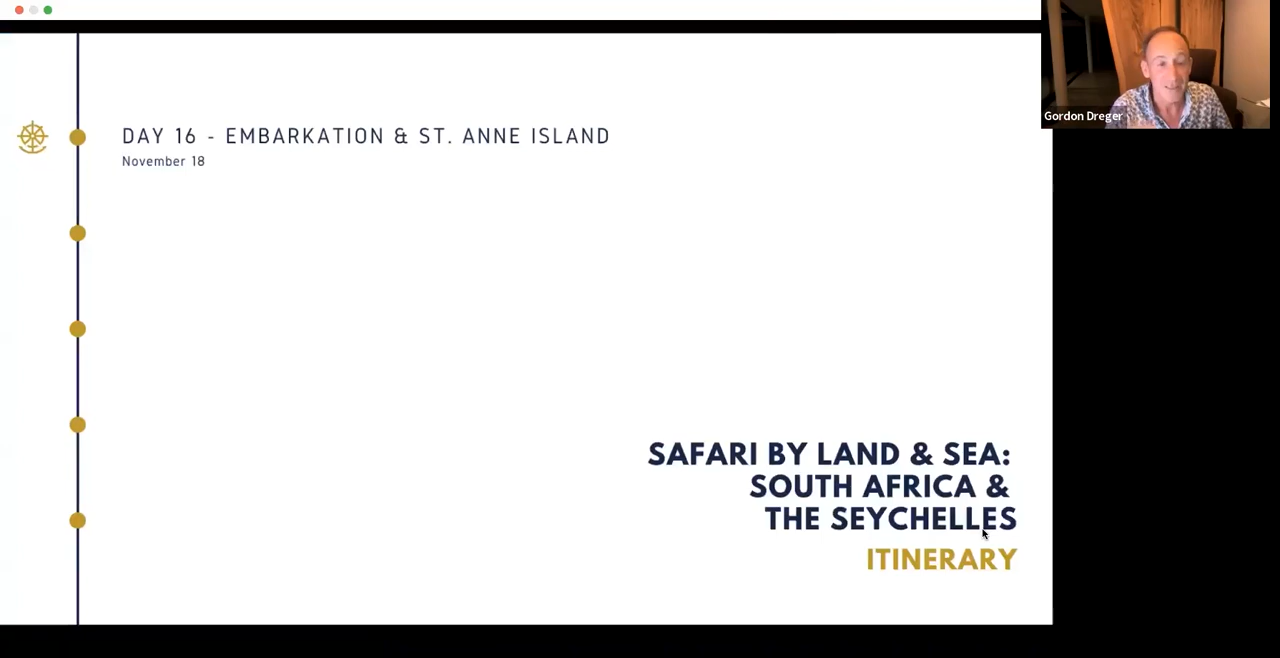 Gordon Dreger
DAY 16 - EMBARKATION & ST. ANNE ISLAND
November 18
SAFARI BY LAND & SEA:
SOUTH AFRICA &
THE SEYCHELLES
ITINERARY